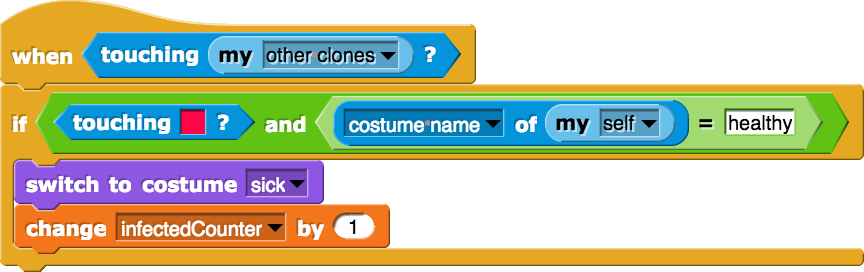 when touching my other clones ?
if touching ? and costume name of my self = healthy
switch to costume sick
change infectedCounter by 1